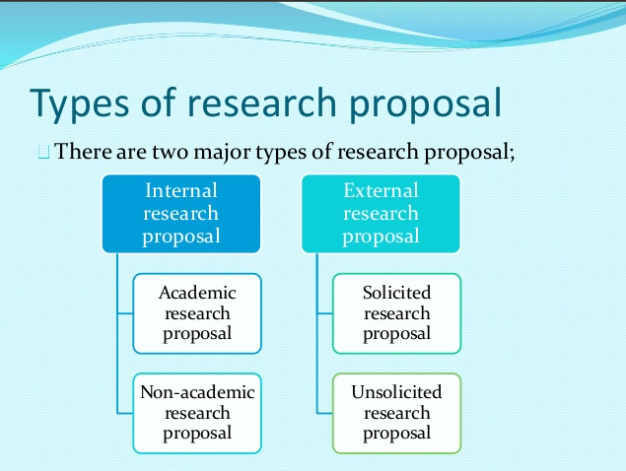 Types of research proposal
There are two major types of research proposal;
Internal
research
proposal
Academic
research
proposal
Non-academic
research
proposal
External
research
proposal
Solicited
research
proposal
Unsolicited
research
proposal